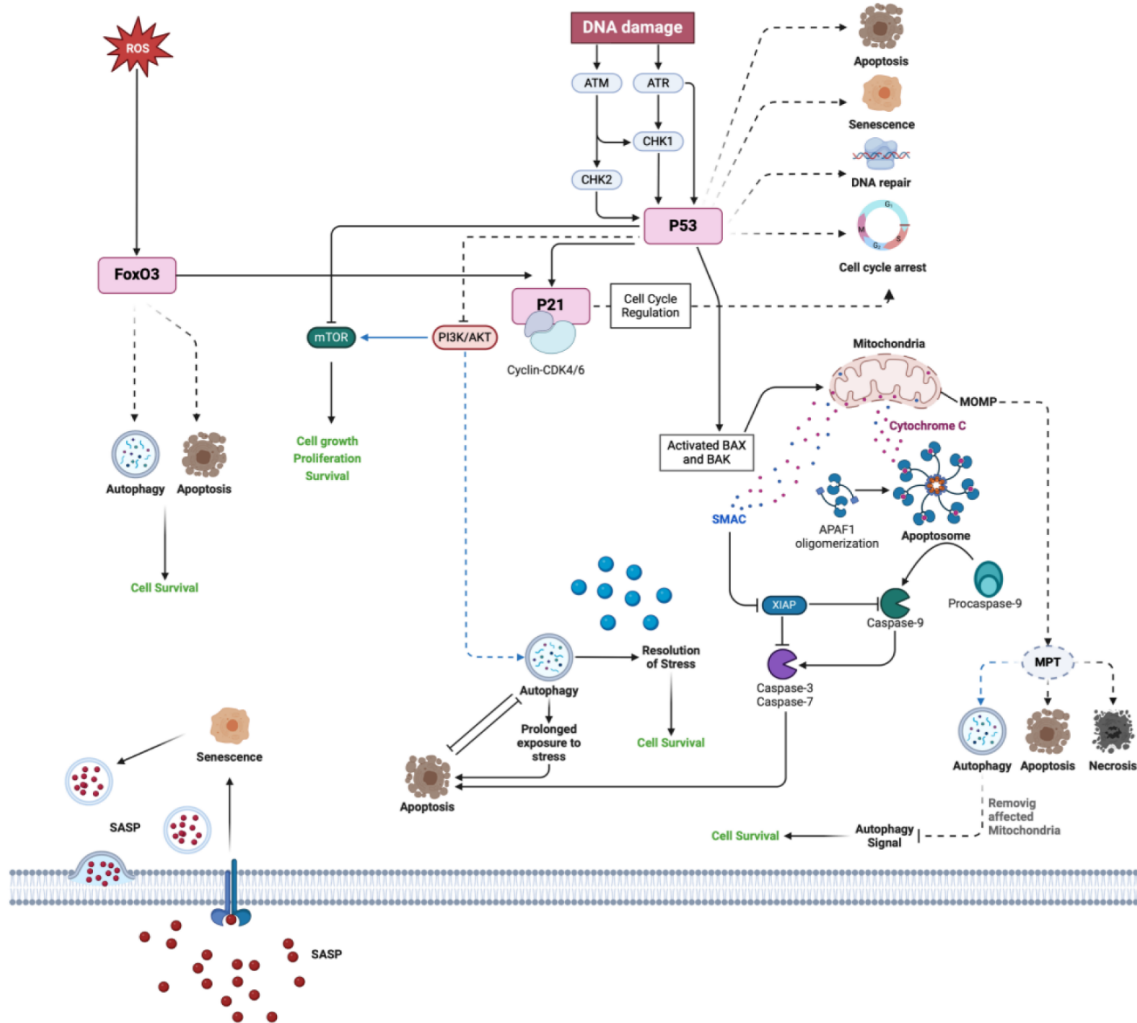 ROS
DNA damage
ATM
ATR
CHK1
CHK2
P53
Apoptosis
Senescence
DNA repair
G₁
M
S
G₂
Cell cycle arrest
FoxO3
P21
Cyclin-CDK4/6
Cell Cycle
Regulation
mTOR
PI3K/AKT
Cell growth
Proliferation
Survival
Autophagy
Apoptosis
Cell Survival
Mitochondria
MOMP
Cytochrome C
Activated BAX
and BAK
SMAC
APAF1
oligomerization
Apoptosome
XIAP
Caspase-9
Procaspase-9
Caspase-3
Caspase-7
Autophagy
Resolution
of Stress
Prolonged
exposure to
stress
Cell Survival
Apoptosis
MPT
Autophagy
Apoptosis
Necrosis
Removig
affected
Mitochondria
Autophagy
Signal
Cell Survival
Senescence
SASP
SASP